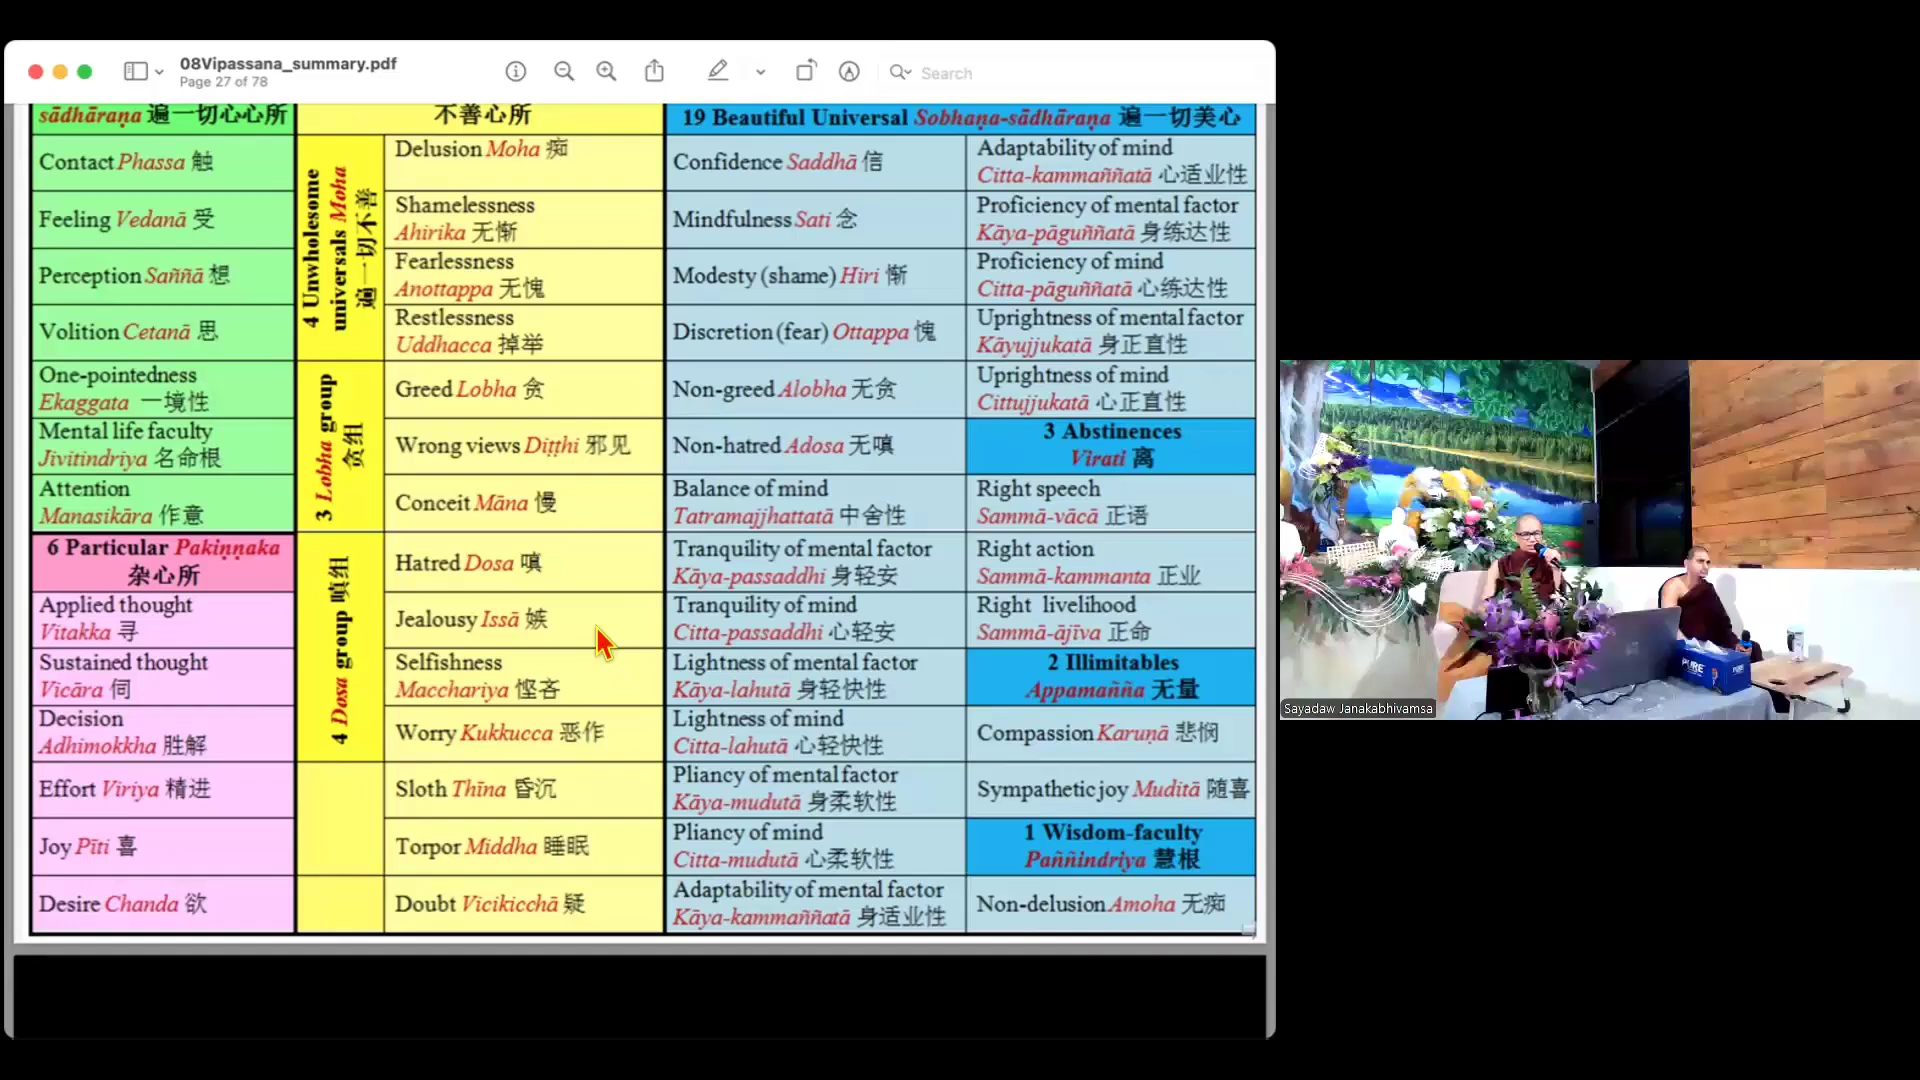 08Vipassana_summary.pdf
Page 27 of 78
Search
sādhāraṇa 遍一切心心所
Contact Phassa 触
Feeling Vedanā 受
Perception Saññā 想
Volition Cetanā 思
One-pointedness
Ekaggata 一境性
Mental life faculty
Jivitindriya 名命根
Attention
Manasikāra 作意
6 Particular Pakiṇṇaka
杂心所
Applied thought
Vitakka 寻
Sustained thought
Vicāra 伺
Decision
Adhimokkha 胜解
Effort Viriya 精进
Joy Pīti 喜
Desire Chanda 欲
不善心所
4 Unwholesome
universals Moha
遍一切不善
Delusion Moha 痴
Shamelessness
Ahirika 无惭
Fearlessness
Anottappa 无愧
Restlessness
Uddhacca 掉举
3 Lobha group
贪组
Greed Lobha 贪
Wrong views Diṭṭhi 邪见
Conceit Māna 慢
4 Dosa group 嗔组
Hatred Dosa 嗔
Jealousy Issā 嫉
Selfishness
Macchariya 悭吝
Worry Kukkucca 恶作
Sloth Thīna 昏沉
Torpor Middha 睡眠
Doubt Vicikicchā 疑
19 Beautiful Universal Sobhaṇa-sādhāraṇa 遍一切美心
Confidence Saddhā 信
Mindfulness Sati 念
Modesty (shame) Hiri 惭
Discretion (fear) Ottappa 愧
Non-greed Alobha 无贪
Non-hatred Adosa 无嗔
Balance of mind
Tatramajjhattatā 中舍性
Tranquility of mental factor
Kāya-passaddhi 身轻安
Tranquility of mind
Citta-passaddhi 心轻安
Lightness of mental factor
Kāya-lahutā 身轻快性
Lightness of mind
Citta-lahutā 心轻快性
Pliancy of mental factor
Kāya-mudutā 身柔软性
Pliancy of mind
Citta-mudutā 心柔软性
Adaptability of mental factor
Kāya-kammaññatā 身适业性
Adaptability of mind
Citta-kammaññatā 心适业性
Proficiency of mental factor
Kāya-pāguññatā 身练达性
Proficiency of mind
Citta-pāguññatā 心练达性
Uprightness of mental factor
Kāyujjukatā 身正直性
Uprightness of mind
Cittujjukatā 心正直性
3 Abstinences
Virati 离
Right speech
Sammā-vācā 正语
Right action
Sammā-kammanta 正业
Right livelihood
Sammā-ājīva 正命
2 Illimitables
Appamañña 无量
Compassion Karuṇā 悲悯
Sympathetic joy Muditā 随喜
1 Wisdom-faculty
Paññindriya 慧根
Non-delusion Amoha 无痴
PURE
Sayadaw Janakabhivamsa